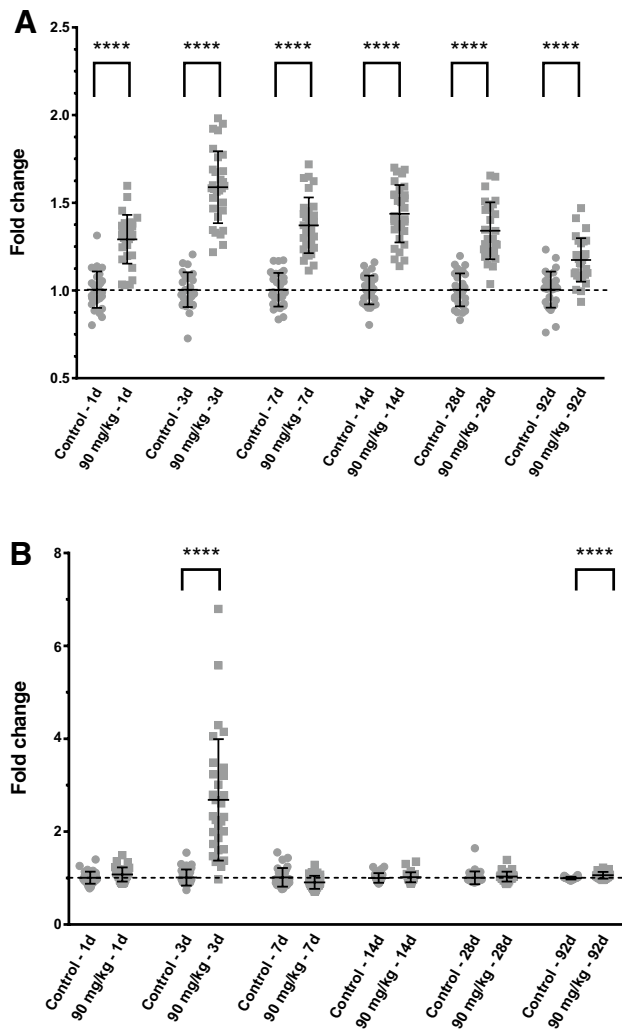 A
**** **** **** **** **** ****
2.5
2.0
1.5
1.0
0.5
Fold change
Control - 1d
90 mg/kg - 1d
Control - 3d
90 mg/kg - 3d
Control - 7d
90 mg/kg - 7d
Control - 14d
90 mg/kg - 14d
Control - 28d
90 mg/kg - 28d
Control - 92d
90 mg/kg - 92d
B
**** ****
8
6
4
2
0
Fold change
Control - 1d
90 mg/kg - 1d
Control - 3d
90 mg/kg - 3d
Control - 7d
90 mg/kg - 7d
Control - 14d
90 mg/kg - 14d
Control - 28d
90 mg/kg - 28d
Control - 92d
90 mg/kg - 92d